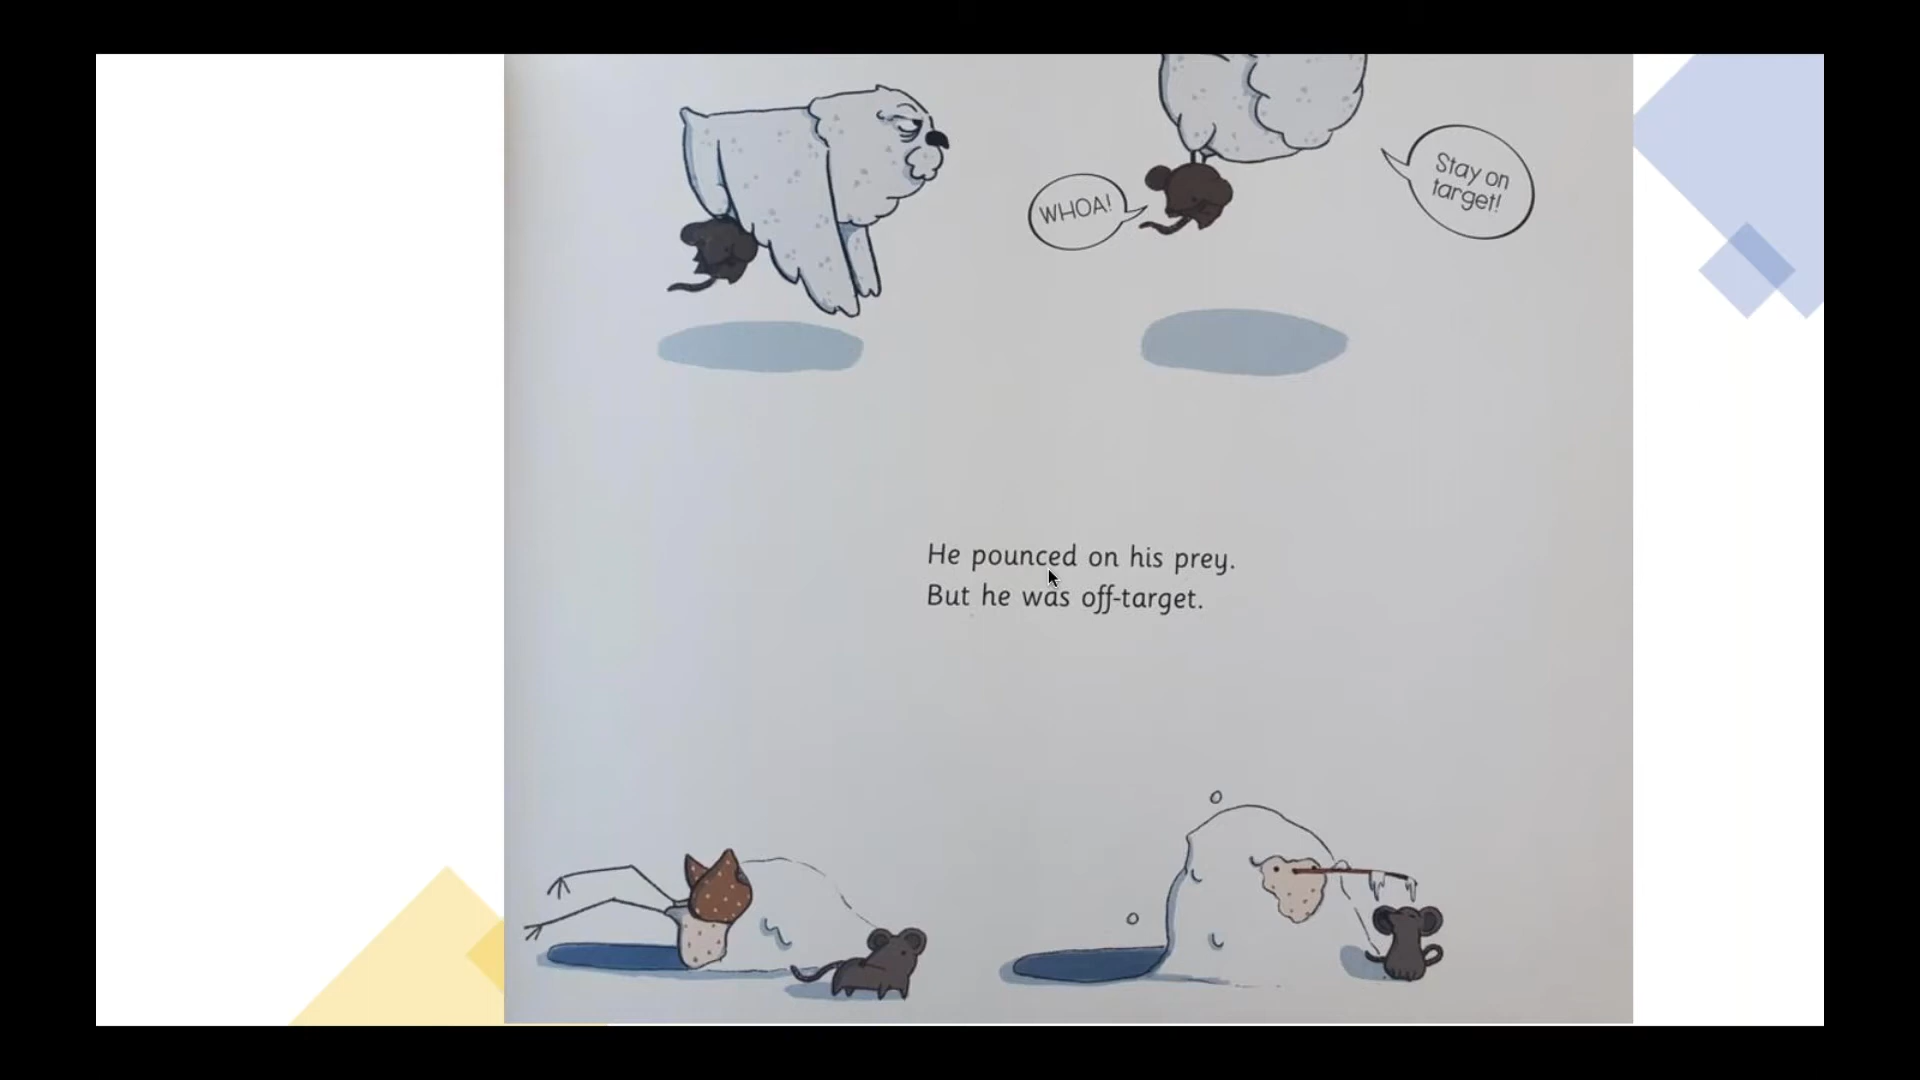 WHOA!
Stay on
target!
He pounced on his prey.
But he was off-target.